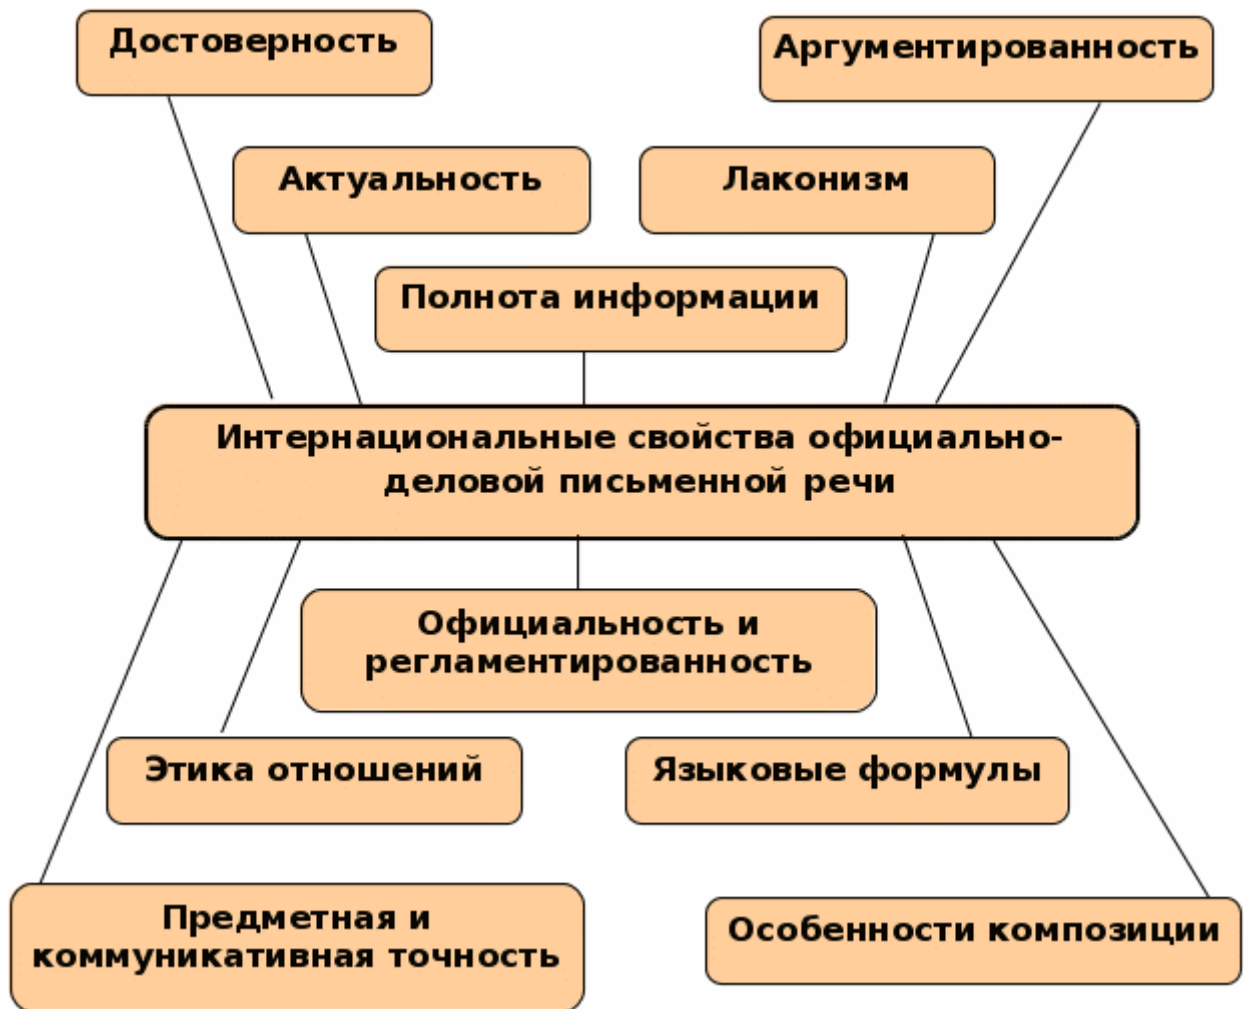 Достоверность
Аргументированность
Актуальность
Лаконизм
Полнота информации
Интернациональные свойства официально-
деловой письменной речи
Официальность и
регламентированность
Этика отношений
Языковые формулы
Предметная и
коммуникативная точность
Особенности композиции